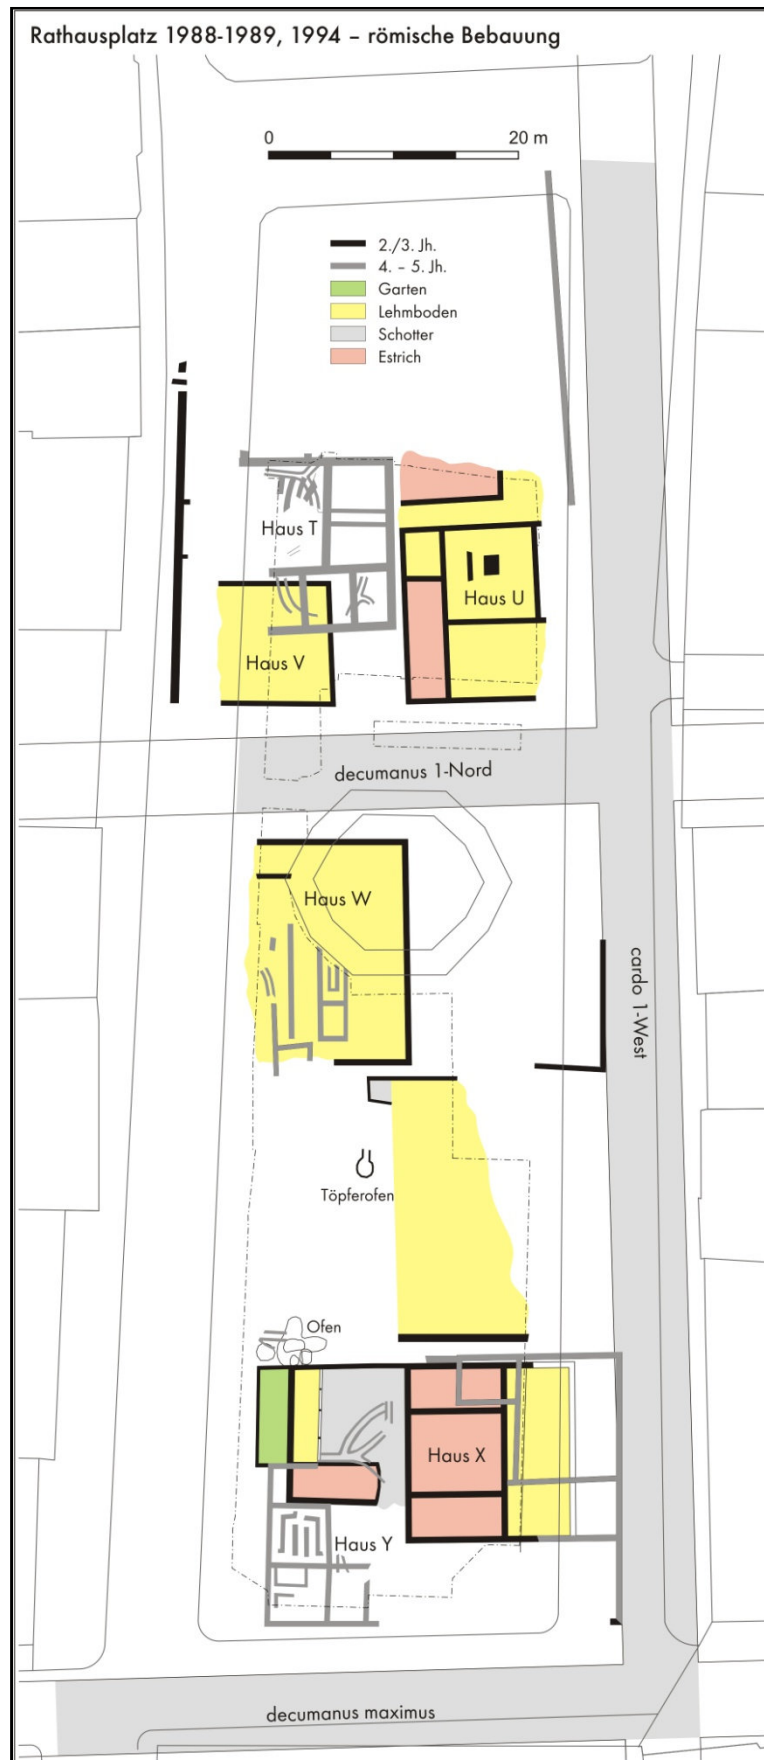 Rathausplatz 1988-1989, 1994 – römische Bebauung
0 20 m
2./3. Jh.
4. – 5. Jh.
Garten
Lehmboden
Schotter
Estrich
Haus T
Haus U
Haus V
decumanus 1-Nord
Haus W
cardo 1-West
Töpferofen
Ofen
Haus X
Haus Y
decumanus maximus